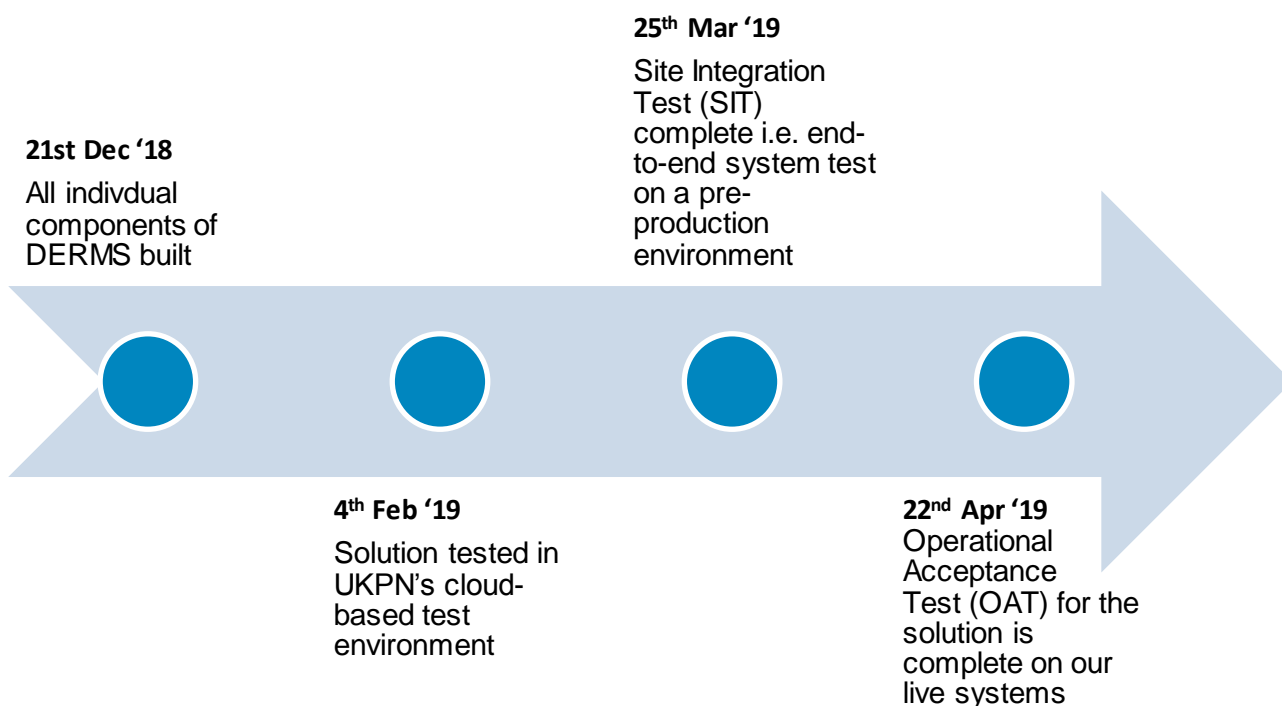 21st Dec ‘18
All indivdual
components of
DERMS built
4th Feb ‘19
Solution tested in
UKPN’s cloud-
based test
environment
25th Mar ‘19
Site Integration
Test (SIT)
complete i.e. end-
to-end system test
on a pre-
production
environment
22nd Apr ‘19
Operational
Acceptance
Test (OAT) for the
solution is
complete on our
live systems